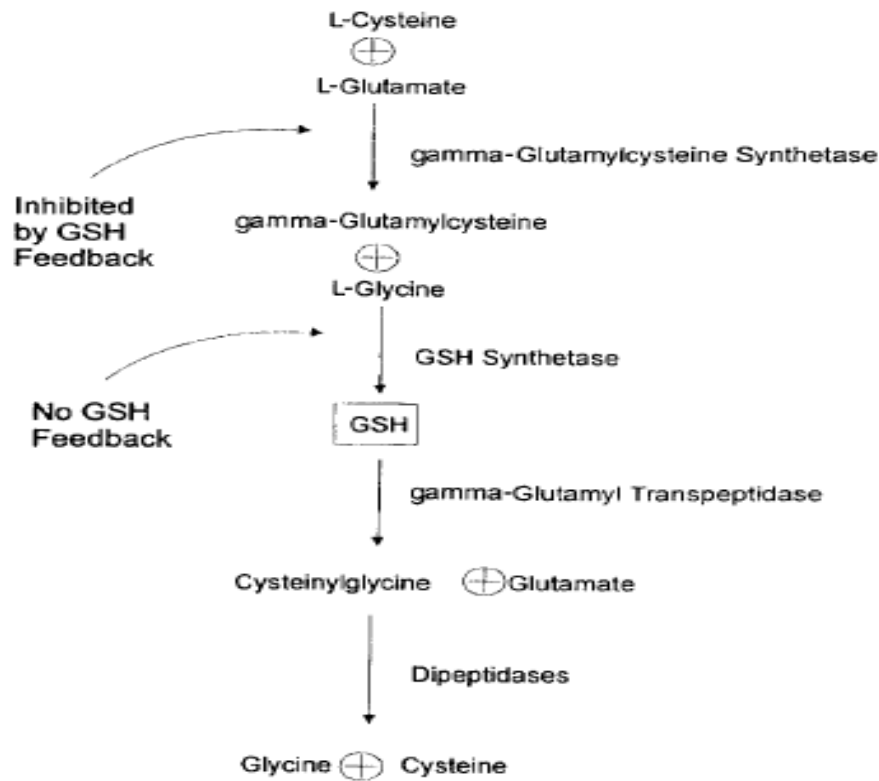 L-Cysteine
L-Glutamate
gamma-Glutamylcysteine Synthetase
Inhibited
by GSH
Feedback
gamma-Glutamylcysteine
L-Glycine
GSH Synthetase
No GSH
Feedback
GSH
gamma-Glutamyl Transpeptidase
Cysteinylglycine
Glutamate
Dipeptidases
Glycine
Cysteine